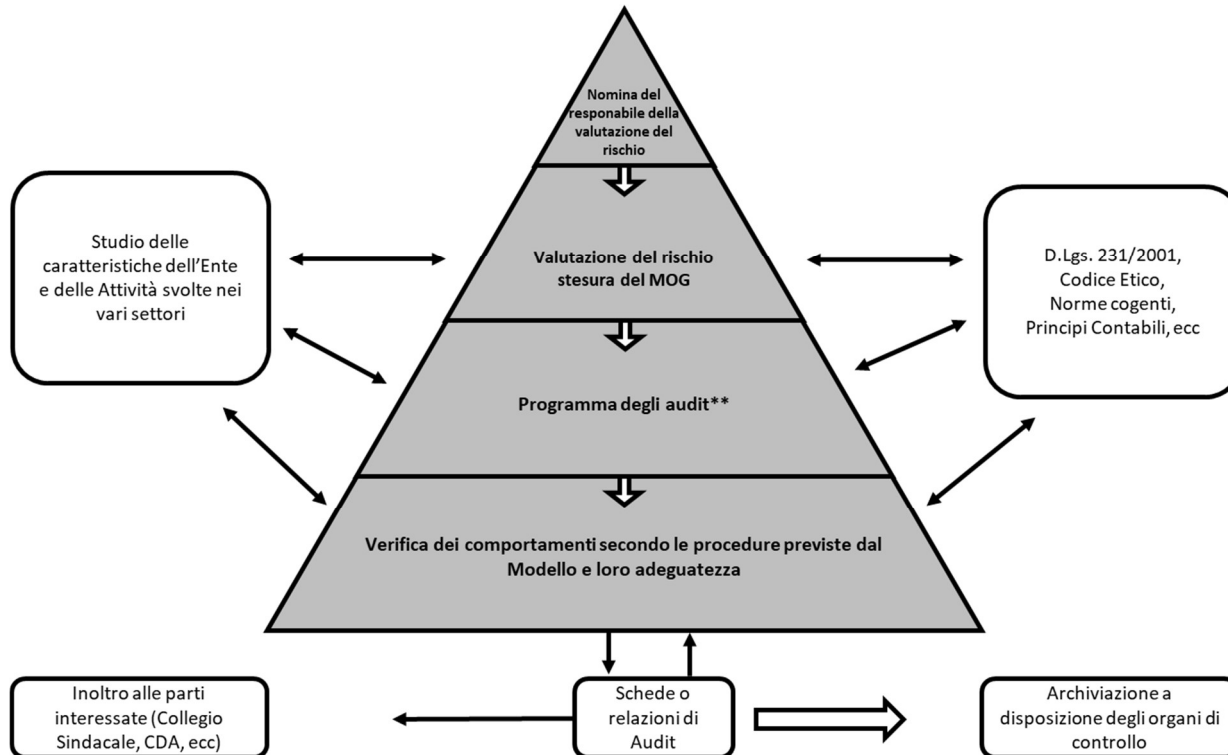 Nomina del
responabile della
valutazione del
rischio
Studio delle
caratteristiche dell'Ente
e delle Attività svolte nei
vari settori
Valutazione del rischio
stesura del MOG
D.Lgs. 231/2001,
Codice Etico,
Norme cogenti,
Principi Contabili, ecc
Programma degli audit**
Verifica dei comportamenti secondo le procedure previste dal
Modello e loro adeguatezza
Inoltro alle parti
interessate (Collegio
Sindacale, CDA, ecc)
Schede o
relazioni di
Audit
Archiviazione a
disposizione degli organi di
controllo